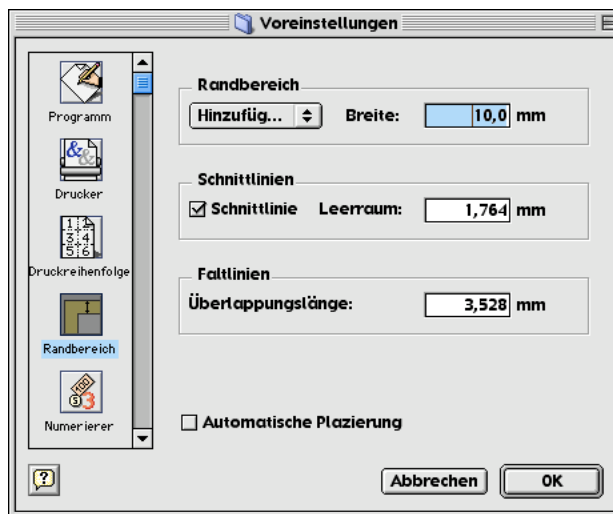 Voreinstellungen
Programm
Drucker
Druckreihenfolge
Randbereich
Numerierer
Randbereich
Hinzufüg... Breite: 10,0 mm
Schnittlinien
Schnittlinie Leerraum: 1,764 mm
Faltlinien
Überlappungslänge: 3,528 mm
Automatische Plazierung
?
Abbrechen OK